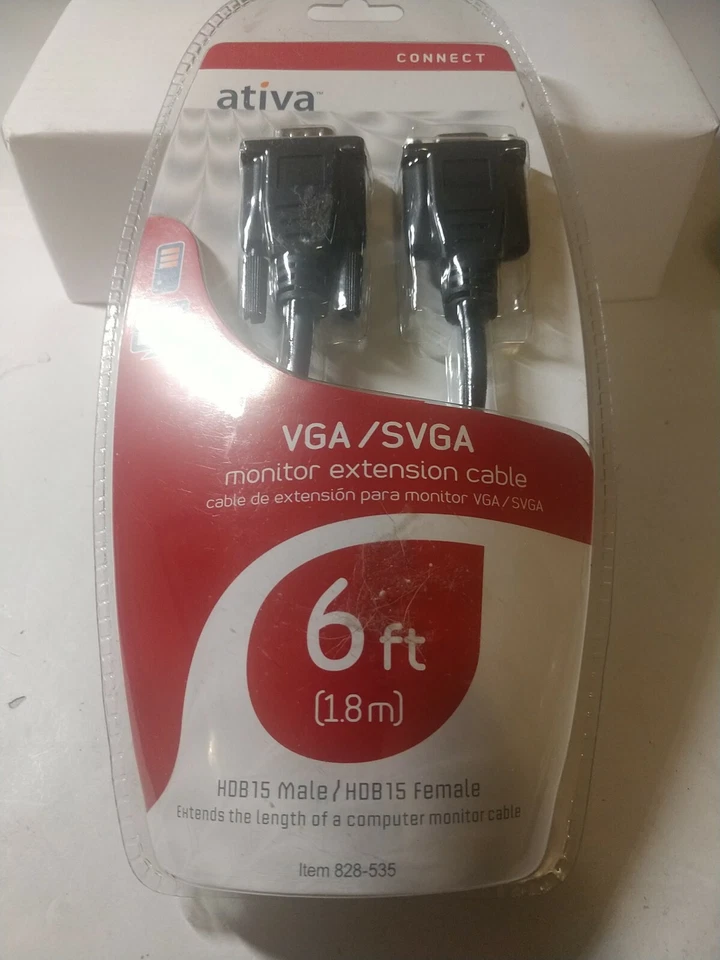 CONNECT
ativa™
VGA/SVGA
monitor extension cable
cable de extensión para monitor VGA/SVGA
6 ft
(1.8 m)
HDB15 Male/HDB15 Female
Extends the length of a computer monitor cable
Item 828-535